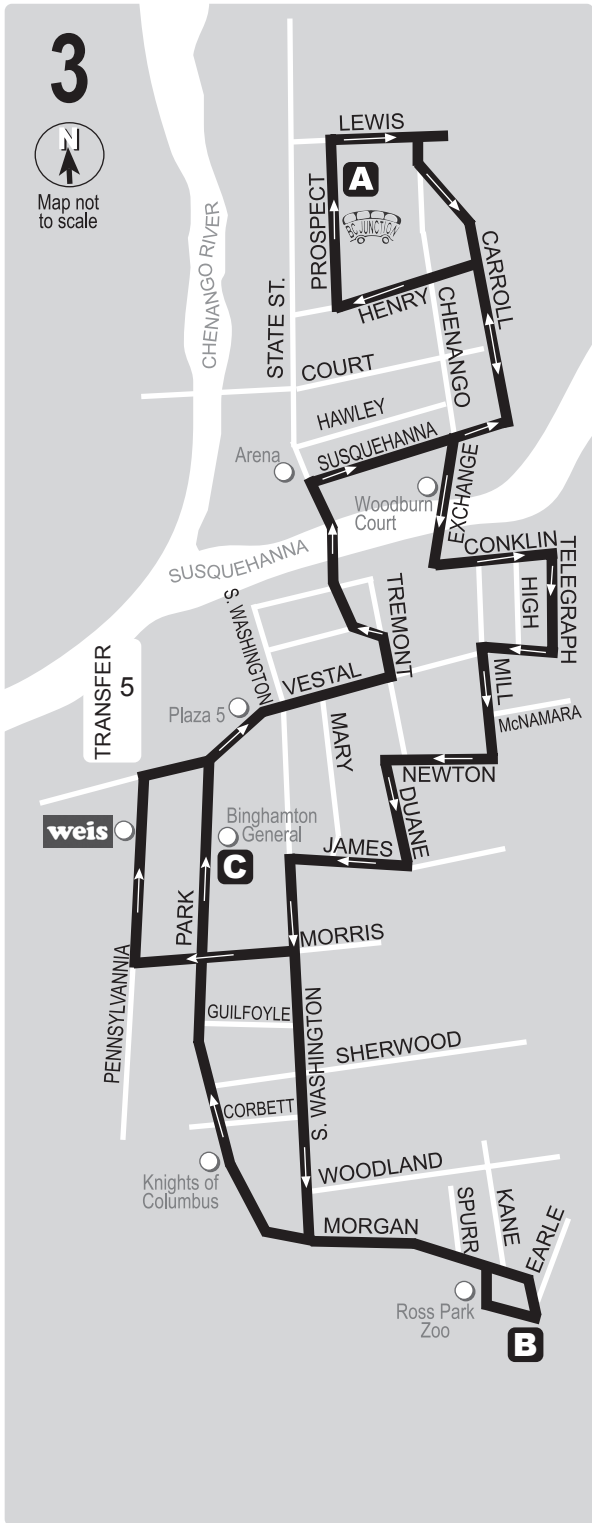 3
N
Map not
to scale
LEWIS
A
BC JUNCTION
PROSPECT
CHENANGO RIVER
STATE ST.
CARROLL
HENRY
CHENANGO
COURT
HAWLEY
SUSQUEHANNA
Arena
EXCHANGE
Woodburn
Court
SUSQUEHANNA
CONKLIN
TELEGRAPH
HIGH
TREMONT
S. WASHINGTON
VESTAL
MILL
TRANSFER 5
Plaza 5
MARY
McNAMARA
NEWTON
DUANE
weis
Binghamton
General
JAMES
C
PARK
MORRIS
PENNSYLVANNIA
GUILFOYLE
S. WASHINGTON
SHERWOOD
CORBETT
WOODLAND
Knights of
Columbus
MORGAN
SPURR
KANE
EARLE
Ross Park
Zoo
B